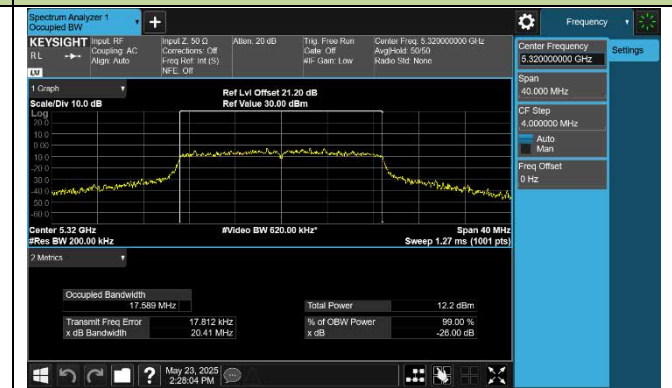 Spectrum Analyzer 1
Occupied BW
Frequency
KEYSIGHT
RL
LXI
Input: RF
Coupling: AC
Align: Auto
Input Z: 50 Ω
Corrections: Off
Freq Ref: Int (S)
NFE: Off
Atten: 20 dB
Trig: Free Run
Gate: Off
#IF Gain: Low
Center Freq: 5.320000000 GHz
Avg|Hold: 50/50
Radio Std: None
Center Frequency
5.320000000 GHz
Settings
Span
40.000 MHz
CF Step
4.000000 MHz
Auto
Man
Freq Offset
0 Hz
1 Graph
Scale/Div 10.0 dB
Ref Lvl Offset 21.20 dB
Ref Value 30.00 dBm
Log
20.0
10.0
0.00
-10.0
-20.0
-30.0
-40.0
-50.0
-60.0
Center 5.32 GHz
#Res BW 200.00 kHz
#Video BW 620.00 kHz*
Span 40 MHz
Sweep 1.27 ms (1001 pts)
2 Metrics
Occupied Bandwidth
17.589 MHz
Total Power 12.2 dBm
Transmit Freq Error 17.812 kHz
% of OBW Power 99.00 %
x dB Bandwidth 20.41 MHz
x dB -26.00 dB
?
May 23, 2025
2:28:04 PM